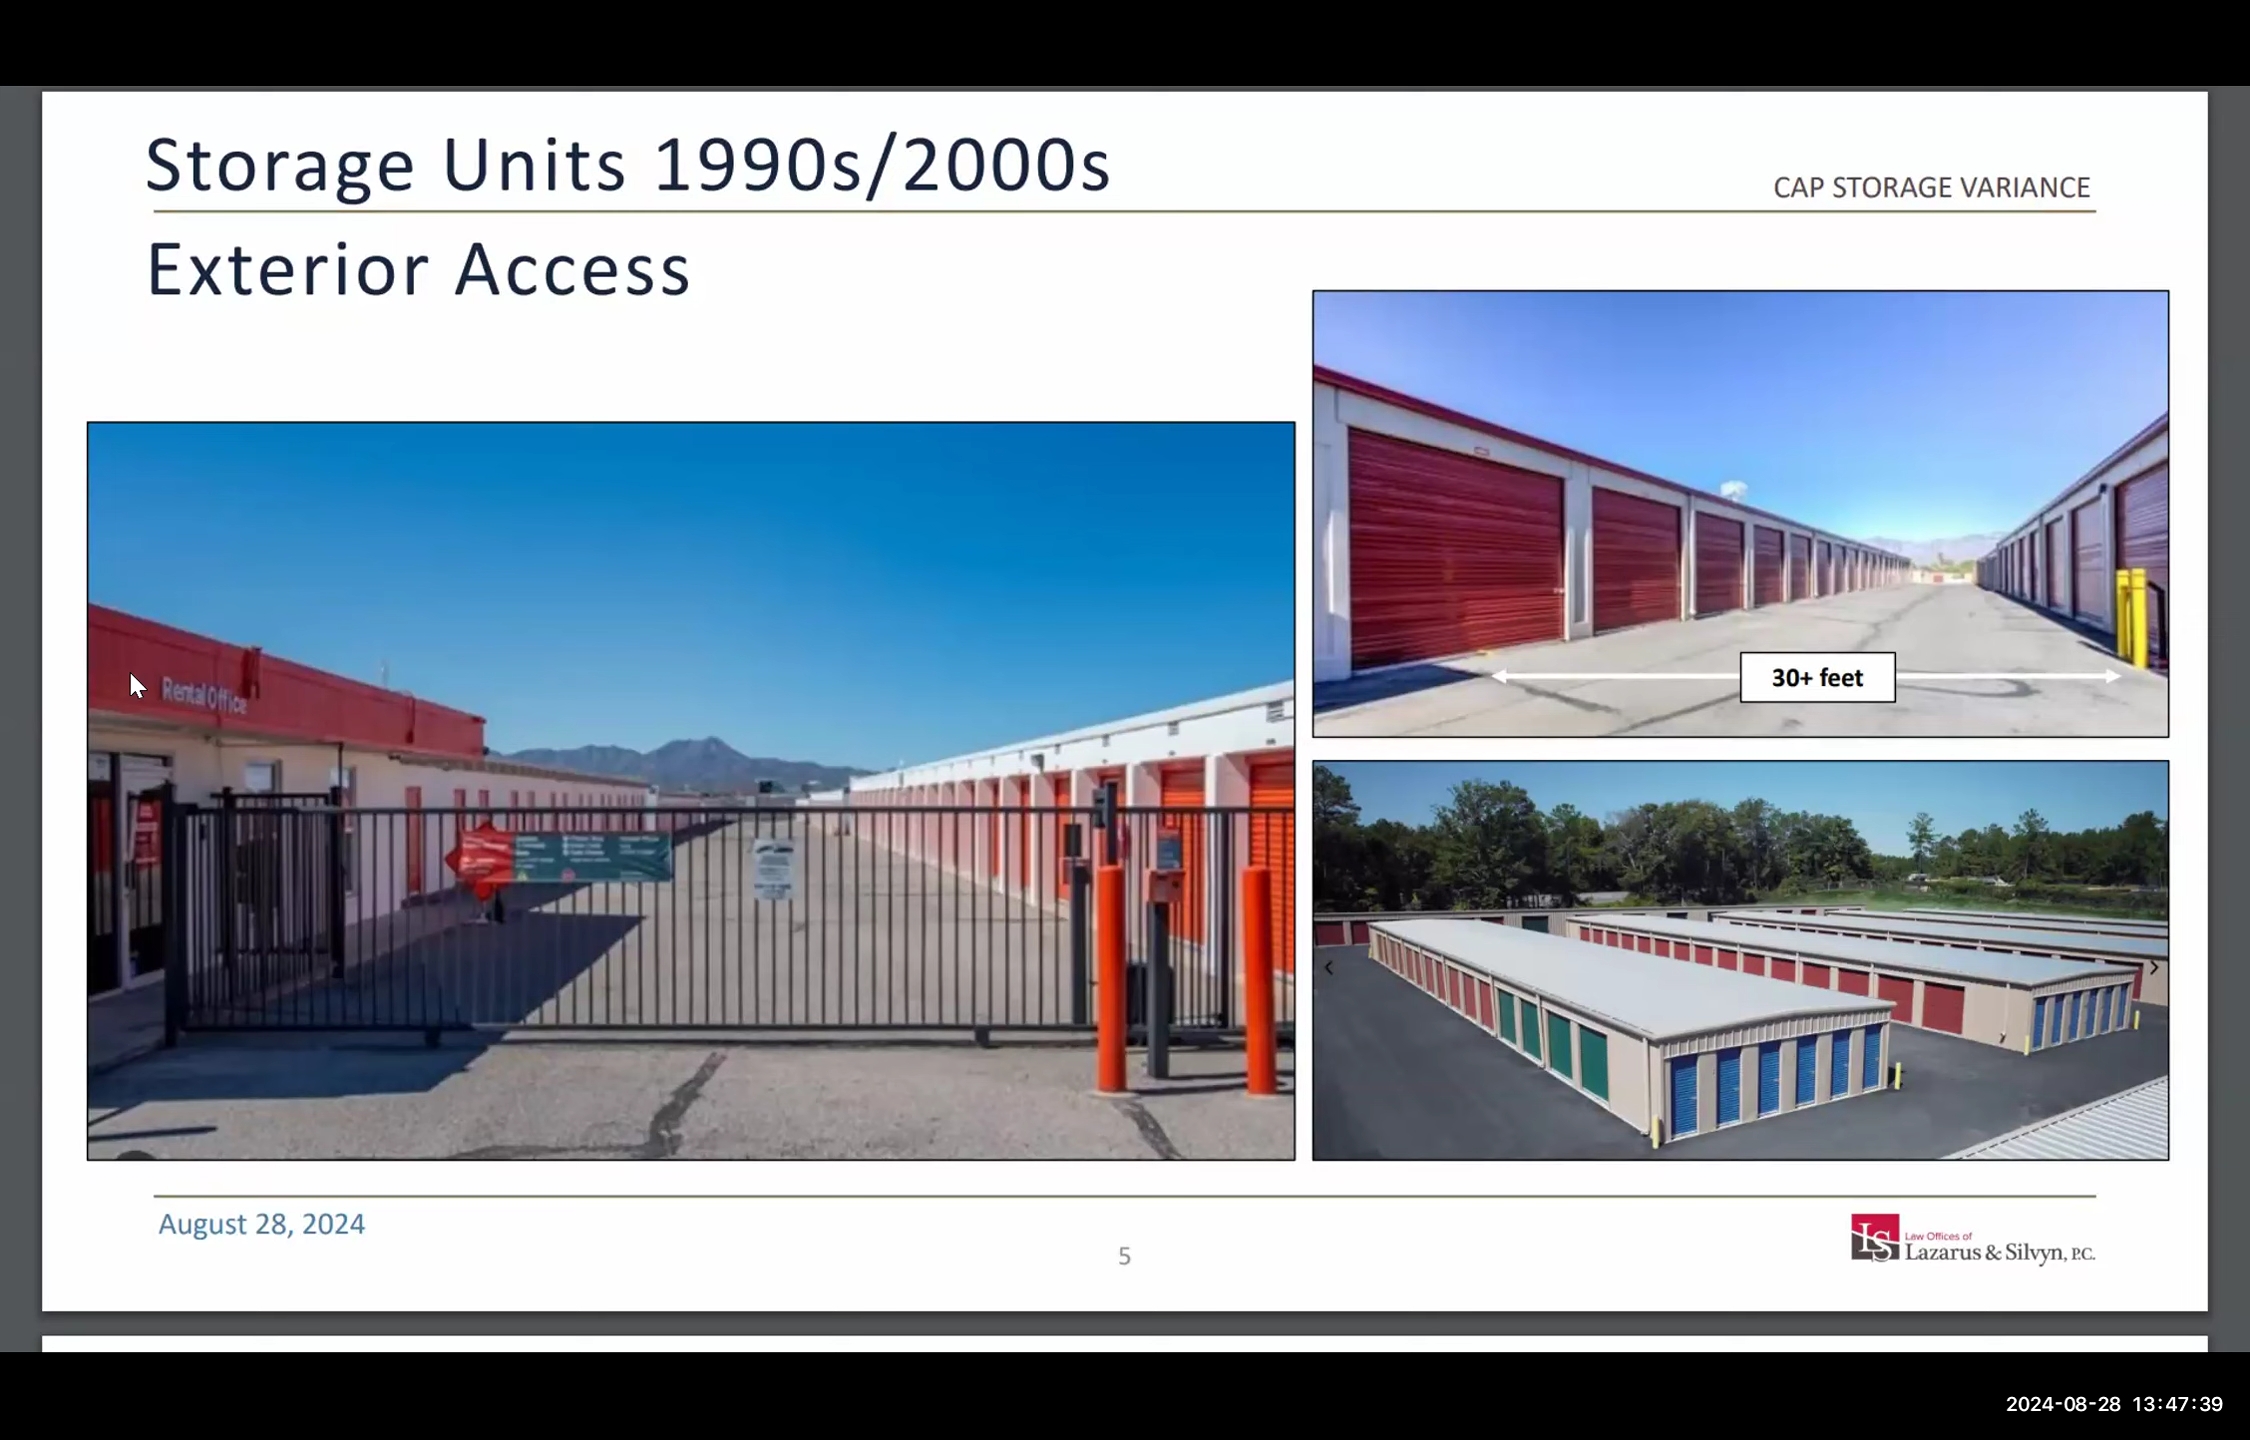 Storage Units 1990s/2000s
CAP STORAGE VARIANCE
Exterior Access
Rental Office
30+ feet
August 28, 2024
5
LS
Law Offices of
Lazarus & Silvyn, P.C.
2024-08-28 13:47:39